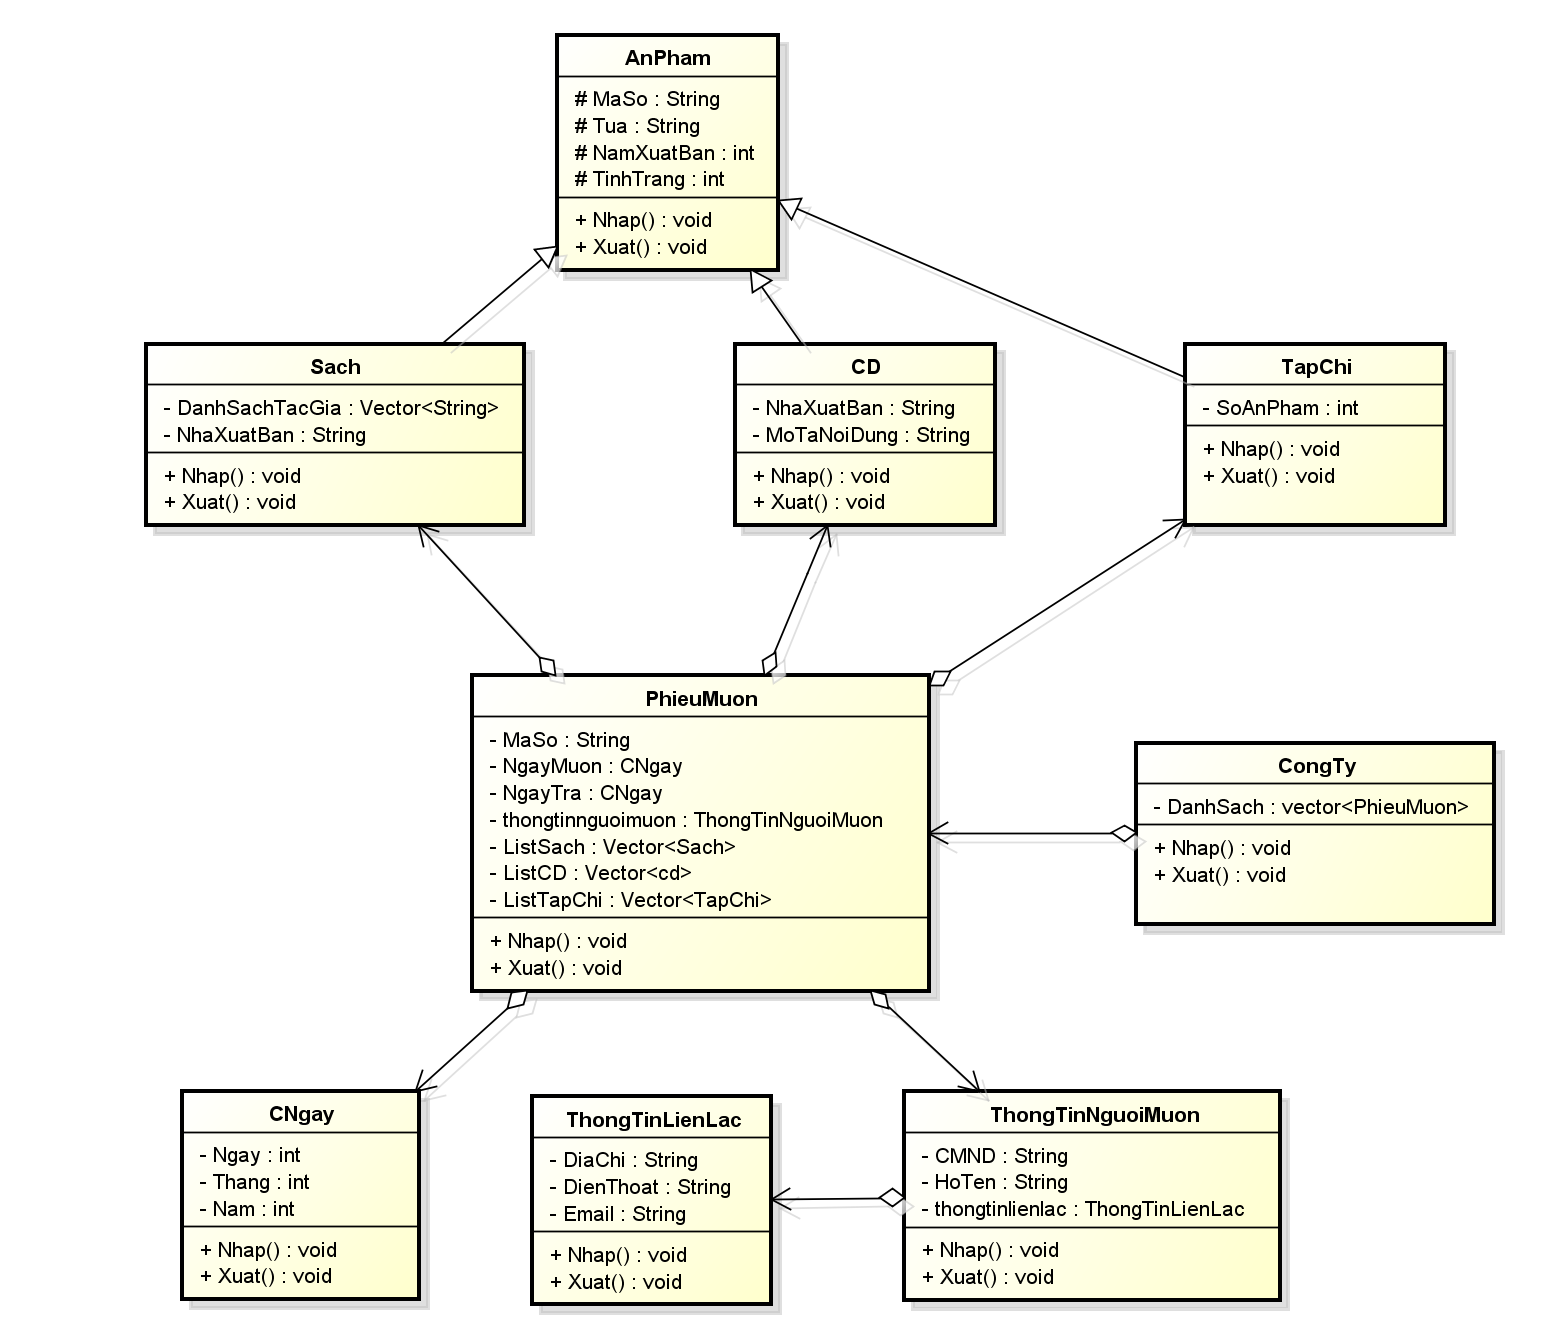 AnPham
# MaSo : String
# Tua : String
# NamXuatBan : int
# TinhTrang : int
+ Nhap() : void
+ Xuat() : void
Sach
- DanhSachTacGia : Vector<String>
- NhaXuatBan : String
+ Nhap() : void
+ Xuat() : void
CD
- NhaXuatBan : String
- MoTaNoiDung : String
+ Nhap() : void
+ Xuat() : void
TapChi
- SoAnPham : int
+ Nhap() : void
+ Xuat() : void
PhieuMuon
- MaSo : String
- NgayMuon : CNgay
- NgayTra : CNgay
- thongtinnguoimuon : ThongTinNguoiMuon
- ListSach : Vector<Sach>
- ListCD : Vector<cd>
- ListTapChi : Vector<TapChi>
+ Nhap() : void
+ Xuat() : void
CongTy
- DanhSach : vector<PhieuMuon>
+ Nhap() : void
+ Xuat() : void
CNgay
- Ngay : int
- Thang : int
- Nam : int
+ Nhap() : void
+ Xuat() : void
ThongTinLienLac
- DiaChi : String
- DienThoat : String
- Email : String
+ Nhap() : void
+ Xuat() : void
ThongTinNguoiMuon
- CMND : String
- HoTen : String
- thongtinlienlac : ThongTinLienLac
+ Nhap() : void
+ Xuat() : void